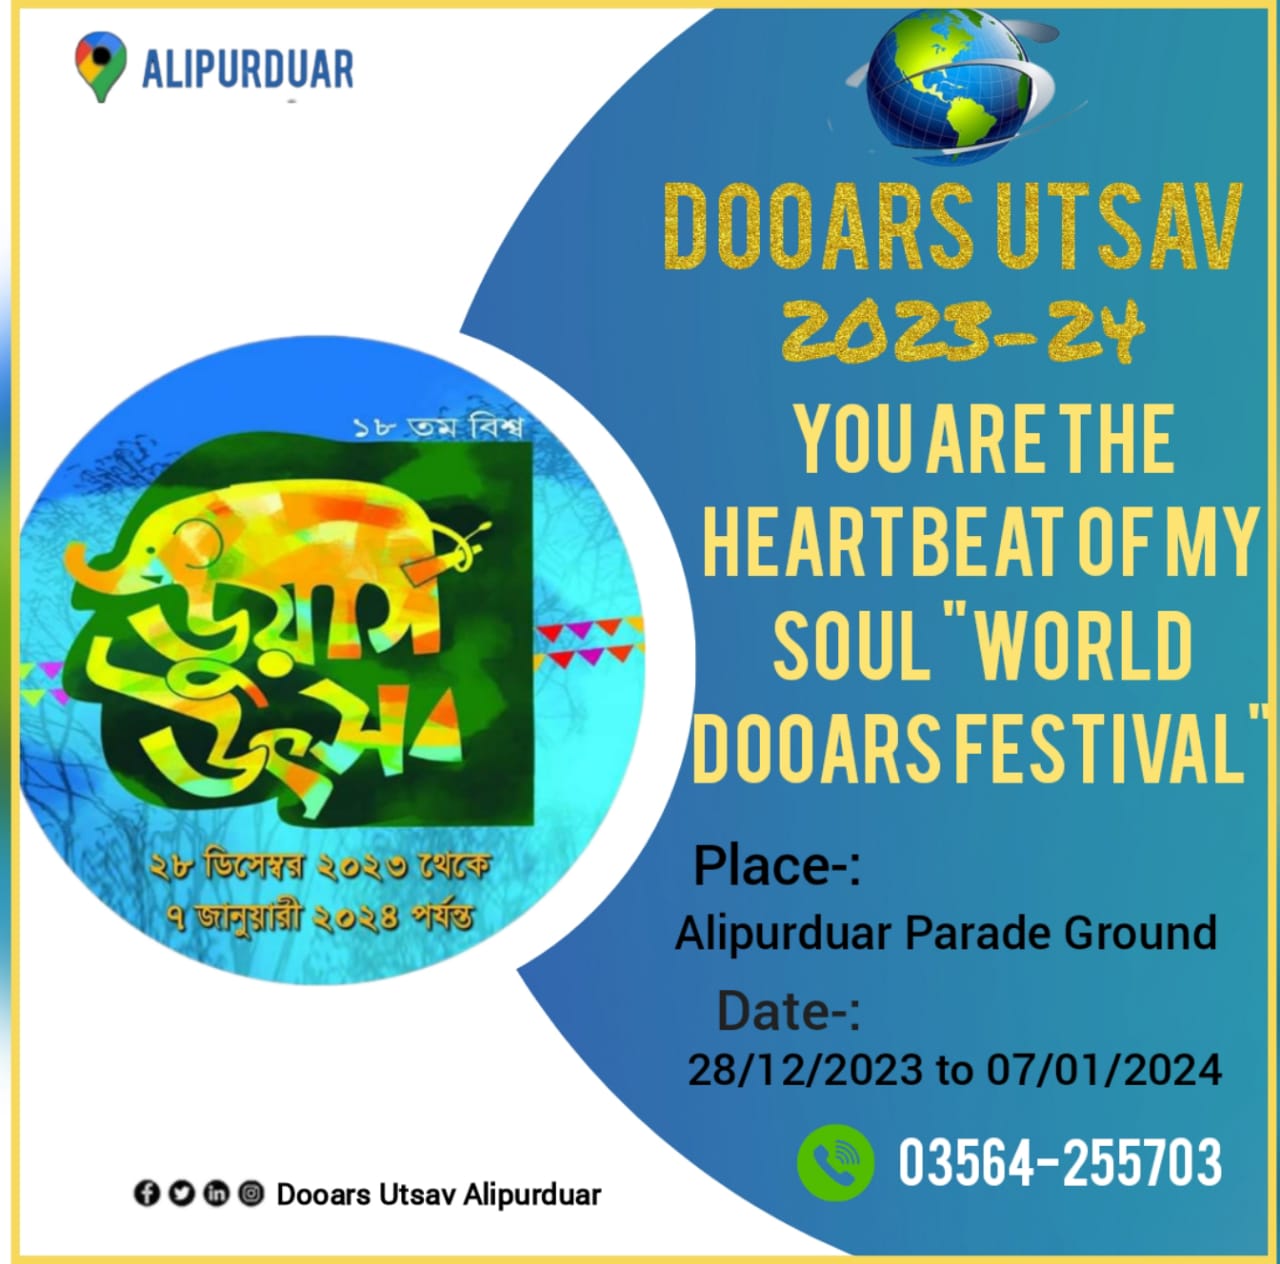 ALIPURDUAR
DOOARS UTSAV
2023-24
YOU ARE THE
HEARTBEAT OF MY
SOUL "WORLD
DOOARS FESTIVAL"
১৮ তম বিশ্ব
ডুয়ার্স
উৎসব
২৮ ডিসেম্বর ২০২৩ থেকে
৭ জানুয়ারী ২০২৪ পর্যন্ত
Place-:
Alipurduar Parade Ground
Date-:
28/12/2023 to 07/01/2024
03564-255703
Dooars Utsav Alipurduar